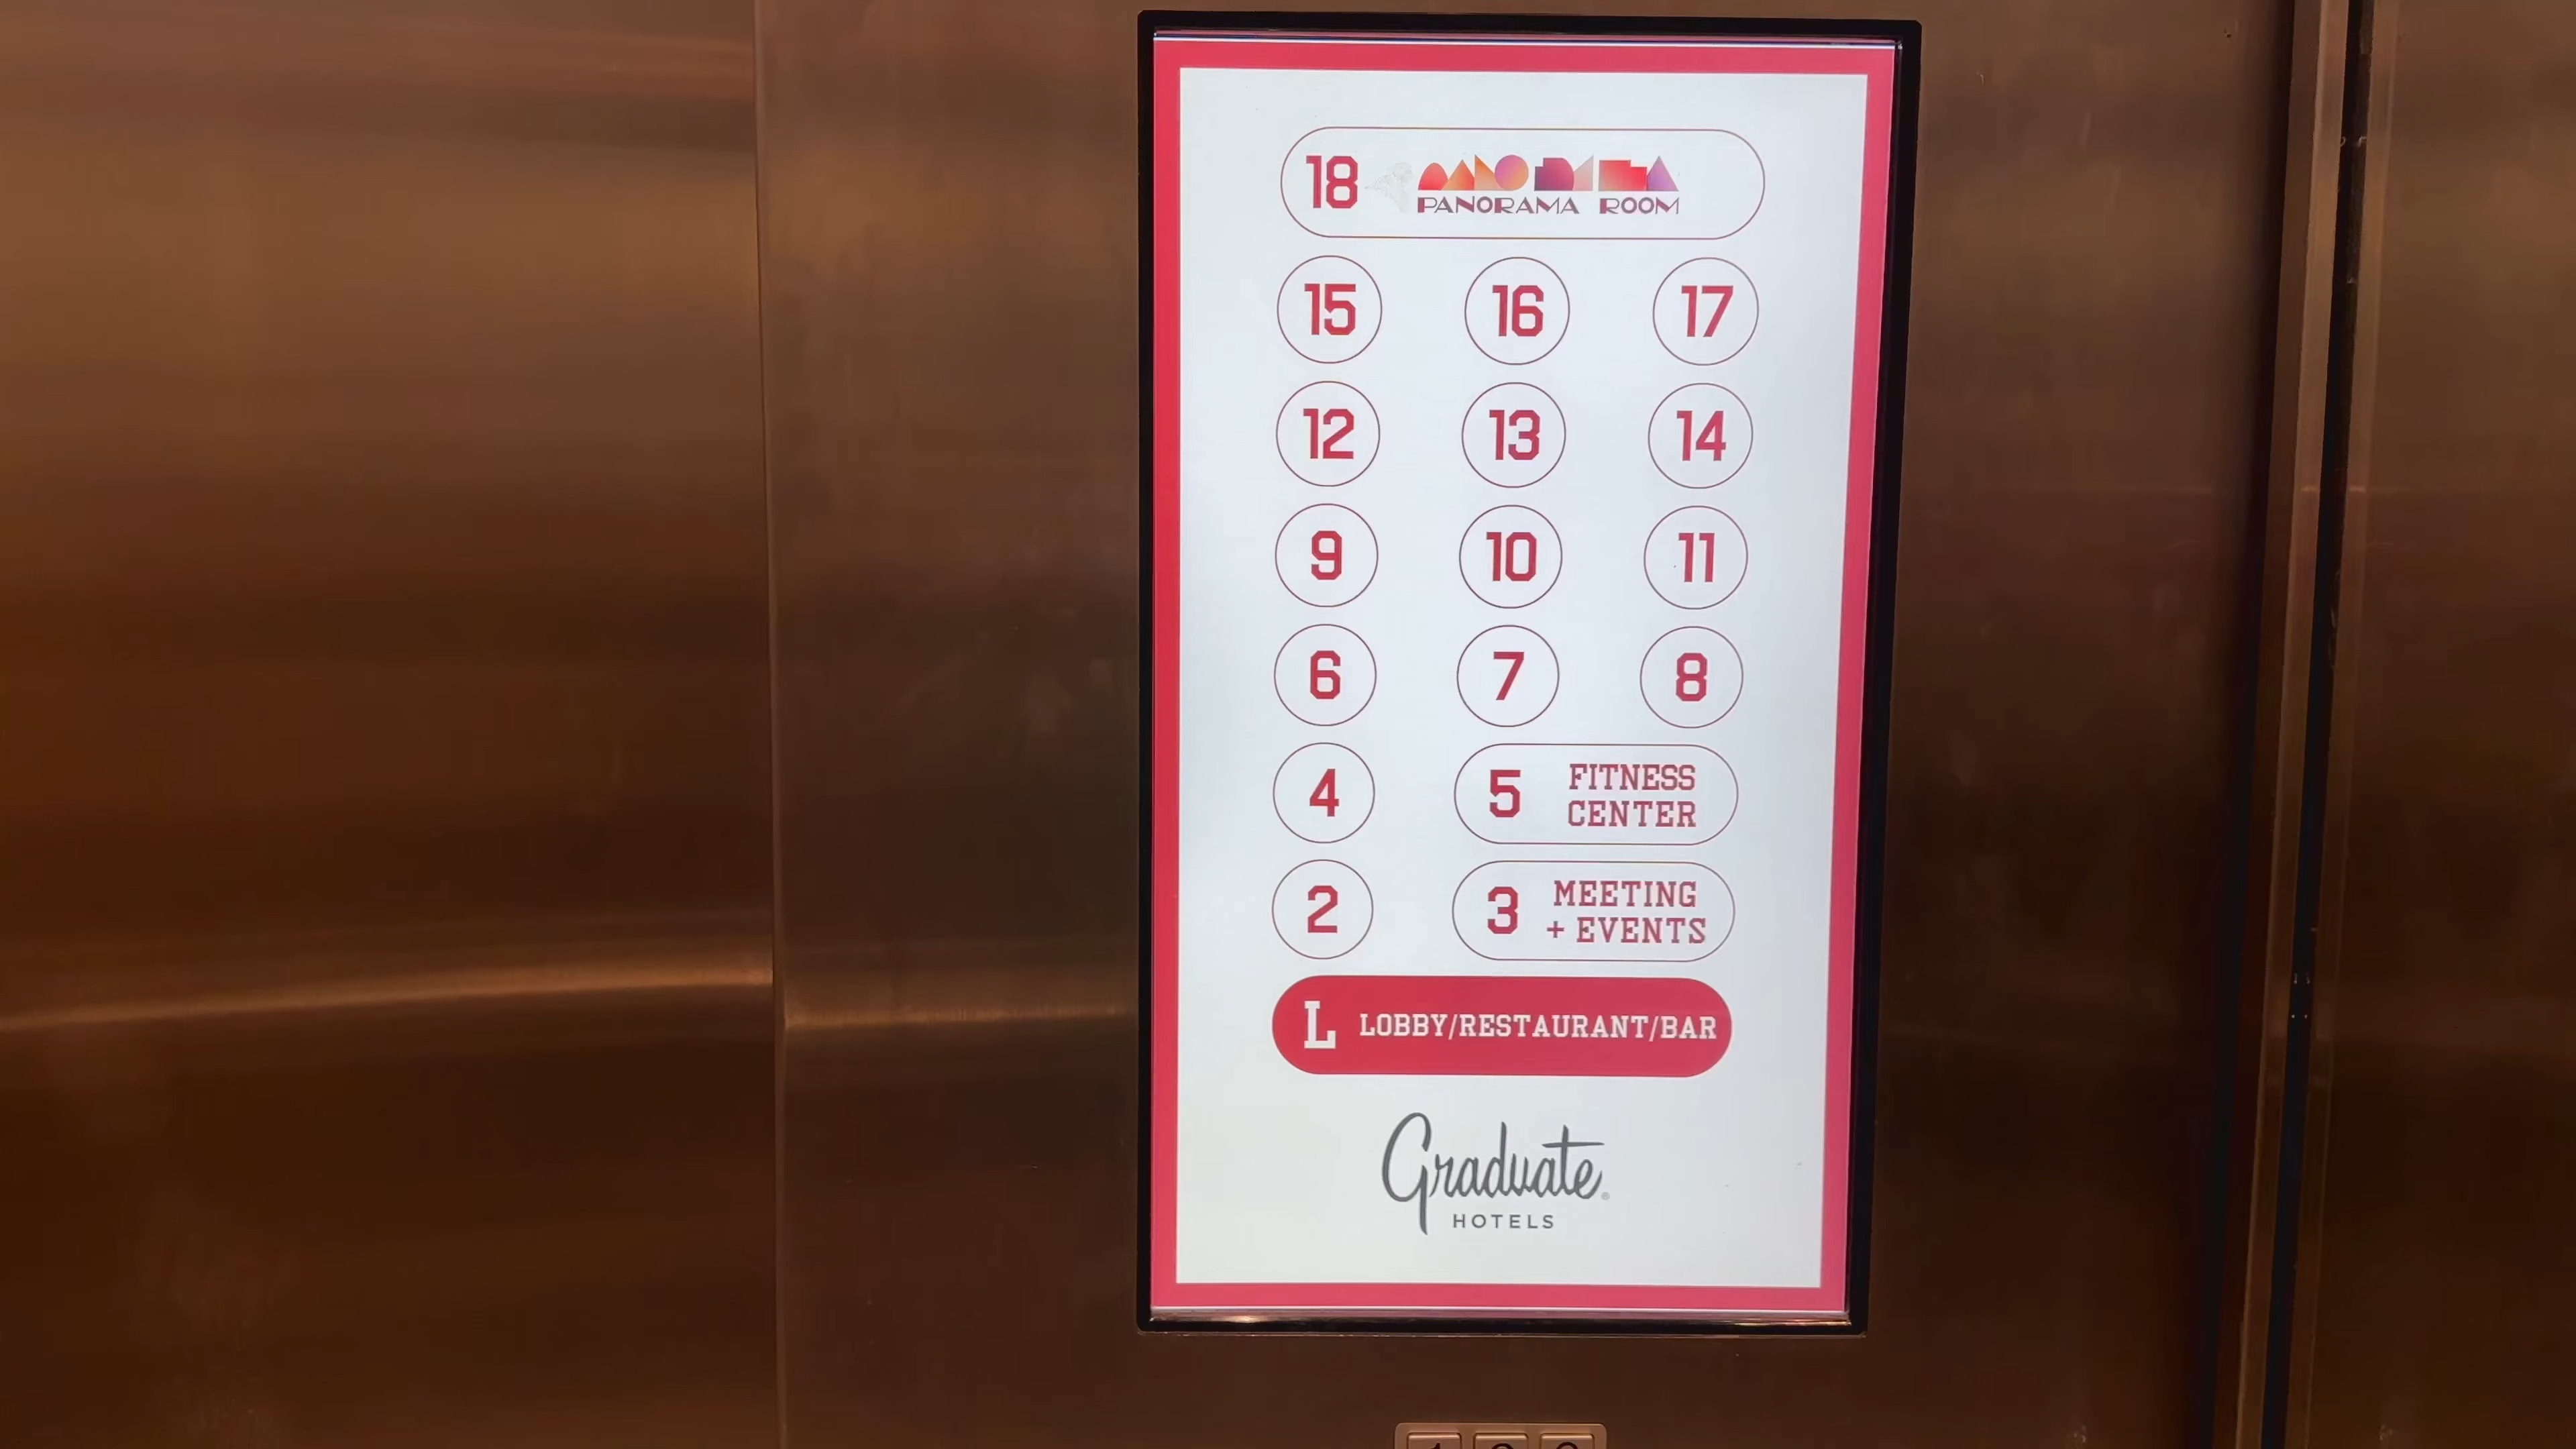 18 PANORAMA ROOM
15 16 17
12 13 14
9 10 11
6 7 8
4 5 FITNESS
CENTER
2 3 MEETING
+ EVENTS
L LOBBY/RESTAURANT/BAR
Graduate®
HOTELS